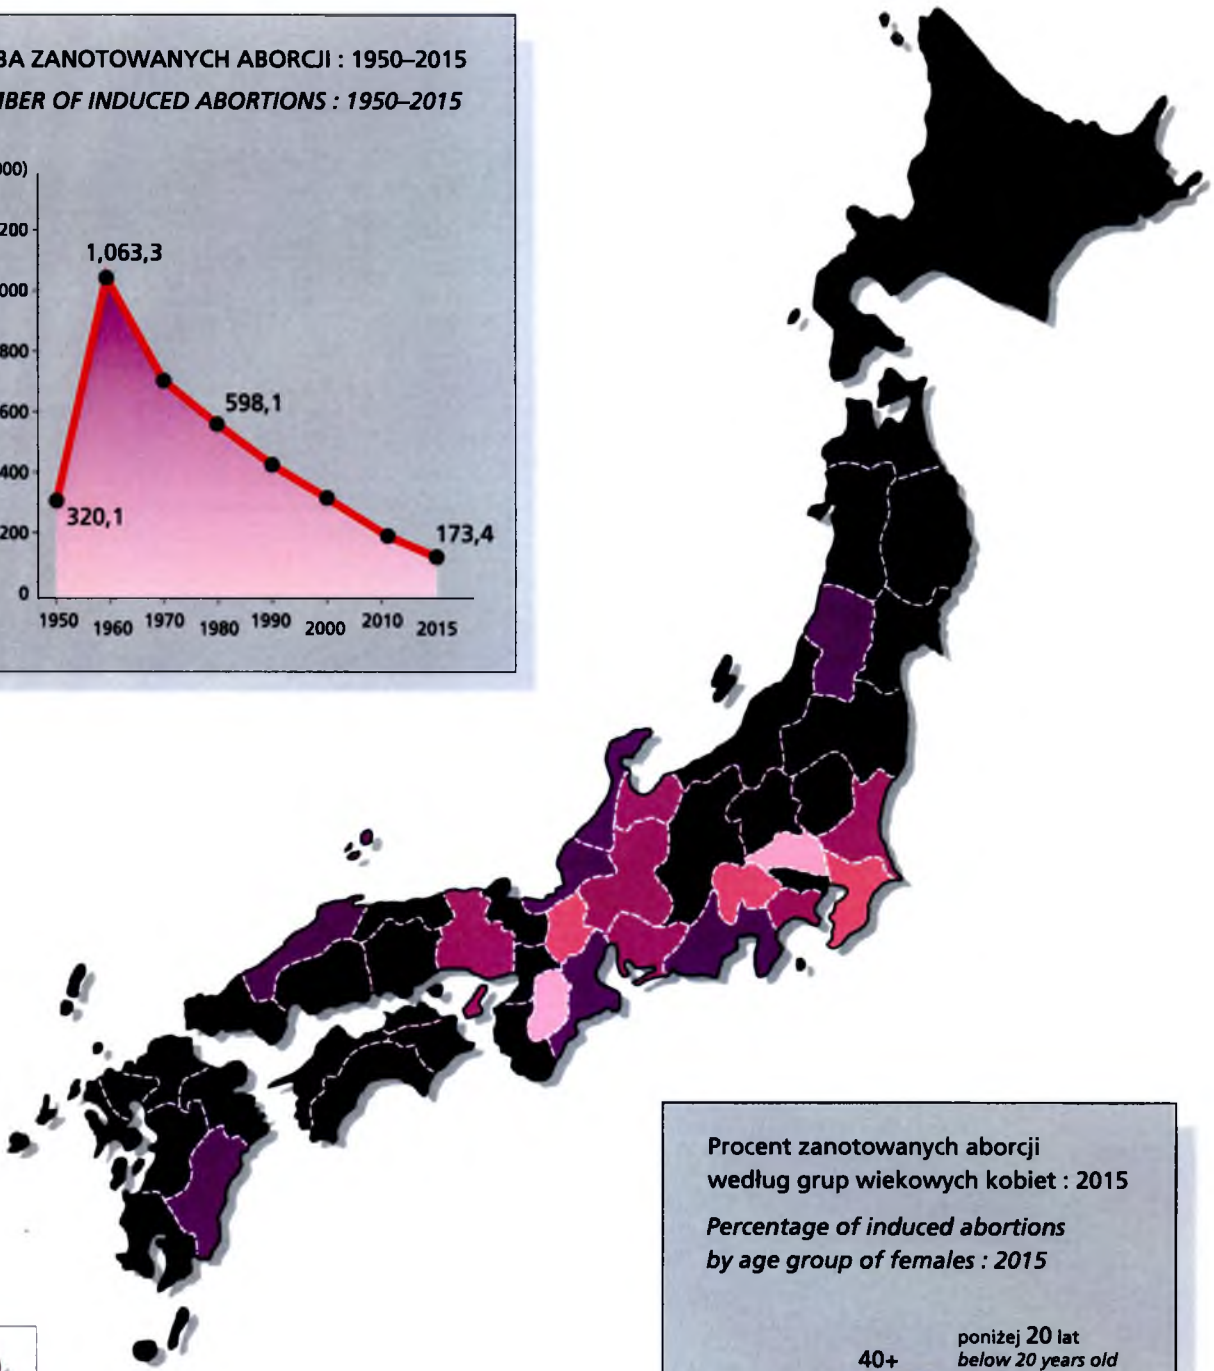 BA ZANOTOWANYCH ABORCJI : 1950–2015
BER OF INDUCED ABORTIONS : 1950–2015
000)
200
000
800
600
400
200
0
1,063,3
598,1
320,1
173,4
1950 1960 1970 1980 1990 2000 2010 2015
Procent zanotowanych aborcji
według grup wiekowych kobiet : 2015
Percentage of induced abortions
by age group of females : 2015
poniżej 20 lat
40+ below 20 years old